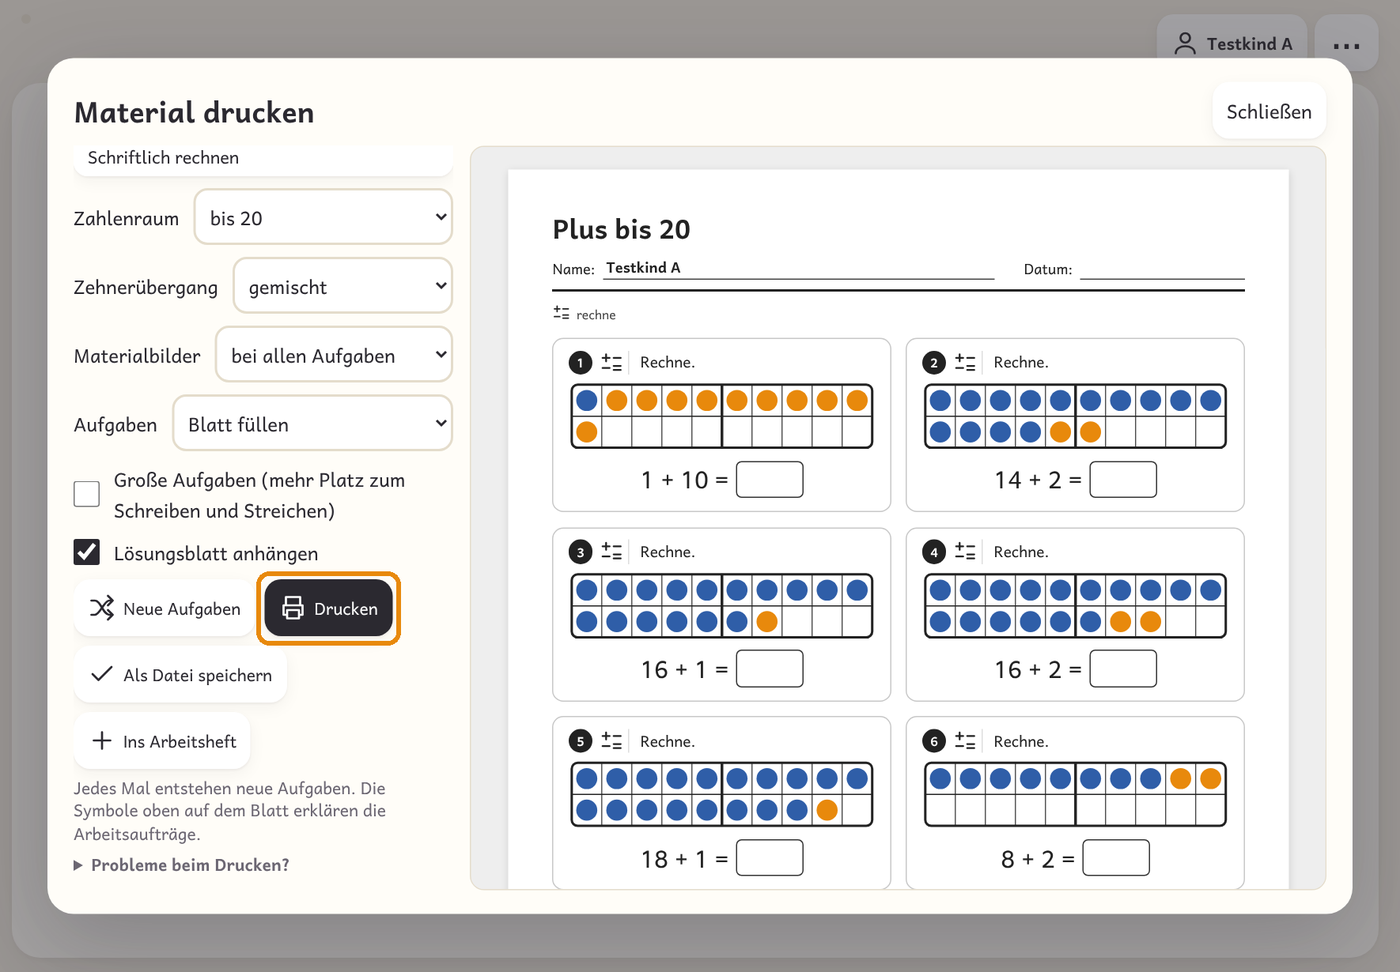 Testkind A
...
Material drucken
Schließen
Schriftlich rechnen
Zahlenraum
bis 20
Zehnerübergang
gemischt
Materialbilder
bei allen Aufgaben
Aufgaben
Blatt füllen
Große Aufgaben (mehr Platz zum
Schreiben und Streichen)
Lösungsblatt anhängen
Neue Aufgaben
Drucken
Als Datei speichern
Ins Arbeitsheft
Jedes Mal entstehen neue Aufgaben. Die
Symbole oben auf dem Blatt erklären die
Arbeitsaufträge.
Probleme beim Drucken?
Plus bis 20
Name: Testkind A
Datum:
rechne
1 Rechne.
1 + 10 =
2 Rechne.
14 + 2 =
3 Rechne.
16 + 1 =
4 Rechne.
16 + 2 =
5 Rechne.
18 + 1 =
6 Rechne.
8 + 2 =